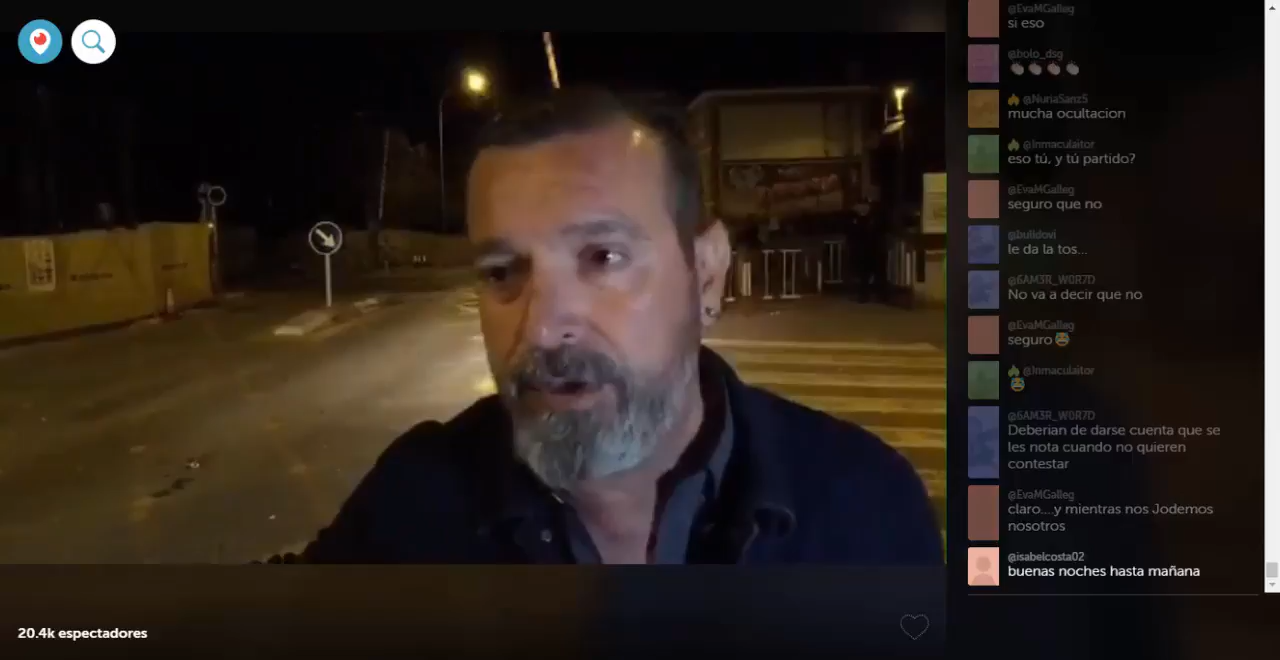 @EvaMGalleg
si eso
@bolo_dsg
@NuriaSanz5
mucha ocultacion
@Inmaculaitor
eso tú, y tú partido?
@EvaMGalleg
seguro que no
@bulldovi
le da la tos...
@6AM3R_W0R7D
No va a decir que no
@EvaMGalleg
seguro
@Inmaculaitor
@6AM3R_W0R7D
Deberian de darse cuenta que se
les nota cuando no quieren
contestar
@EvaMGalleg
claro....y mientras nos Jodemos
nosotros
@isabelcosta02
buenas noches hasta mañana
20.4k espectadores